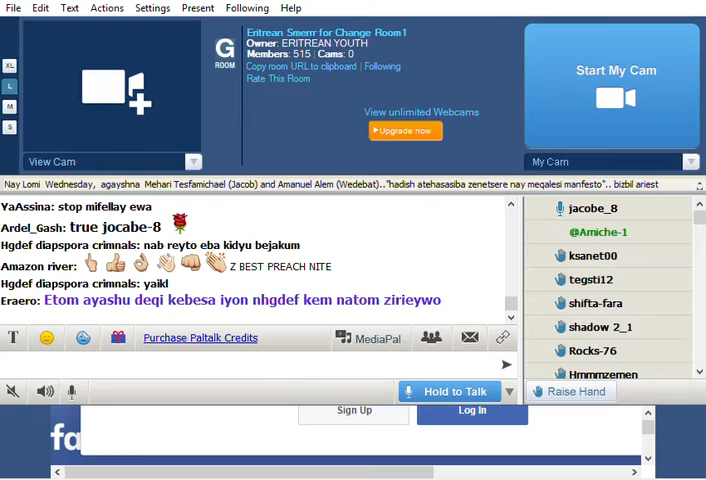 File Edit Text Actions Settings Present Following Help
Eritrean Smerrr for Change Room1
Owner: ERITREAN YOUTH
Members: 515 | Cams: 0
Copy room URL to clipboard | Following
Rate This Room
G
ROOM
XL
L
M
S
View unlimited Webcams
Upgrade now
Start My Cam
View Cam
My Cam
Nay Lomi Wednesday, agayshna Mehari Tesfamichael (Jacob) and Amanuel Alem (Wedebat).."hadish atehasasiba zenetsere nay meqalesi manfesto".. bizbil ariest
YaAssina: stop mifellay ewa
Ardel_Gash: true jocabe-8
Hgdef diapspora crimnals: nab reyto eba kidyu bejakum
Amazon river: Z BEST PREACH NITE
Hgdef diapspora crimnals: yaikl
Eraero: Etom ayashu deqi kebesa iyon nhgdef kem natom zirieywo
jacobe_8
@Amiche-1
ksanet00
tegsti12
shifta-fara
shadow 2_1
Rocks-76
Hmmmzemen
T Purchase Paltalk Credits MediaPal
Hold to Talk
Raise Hand
Sign Up Log In
fa